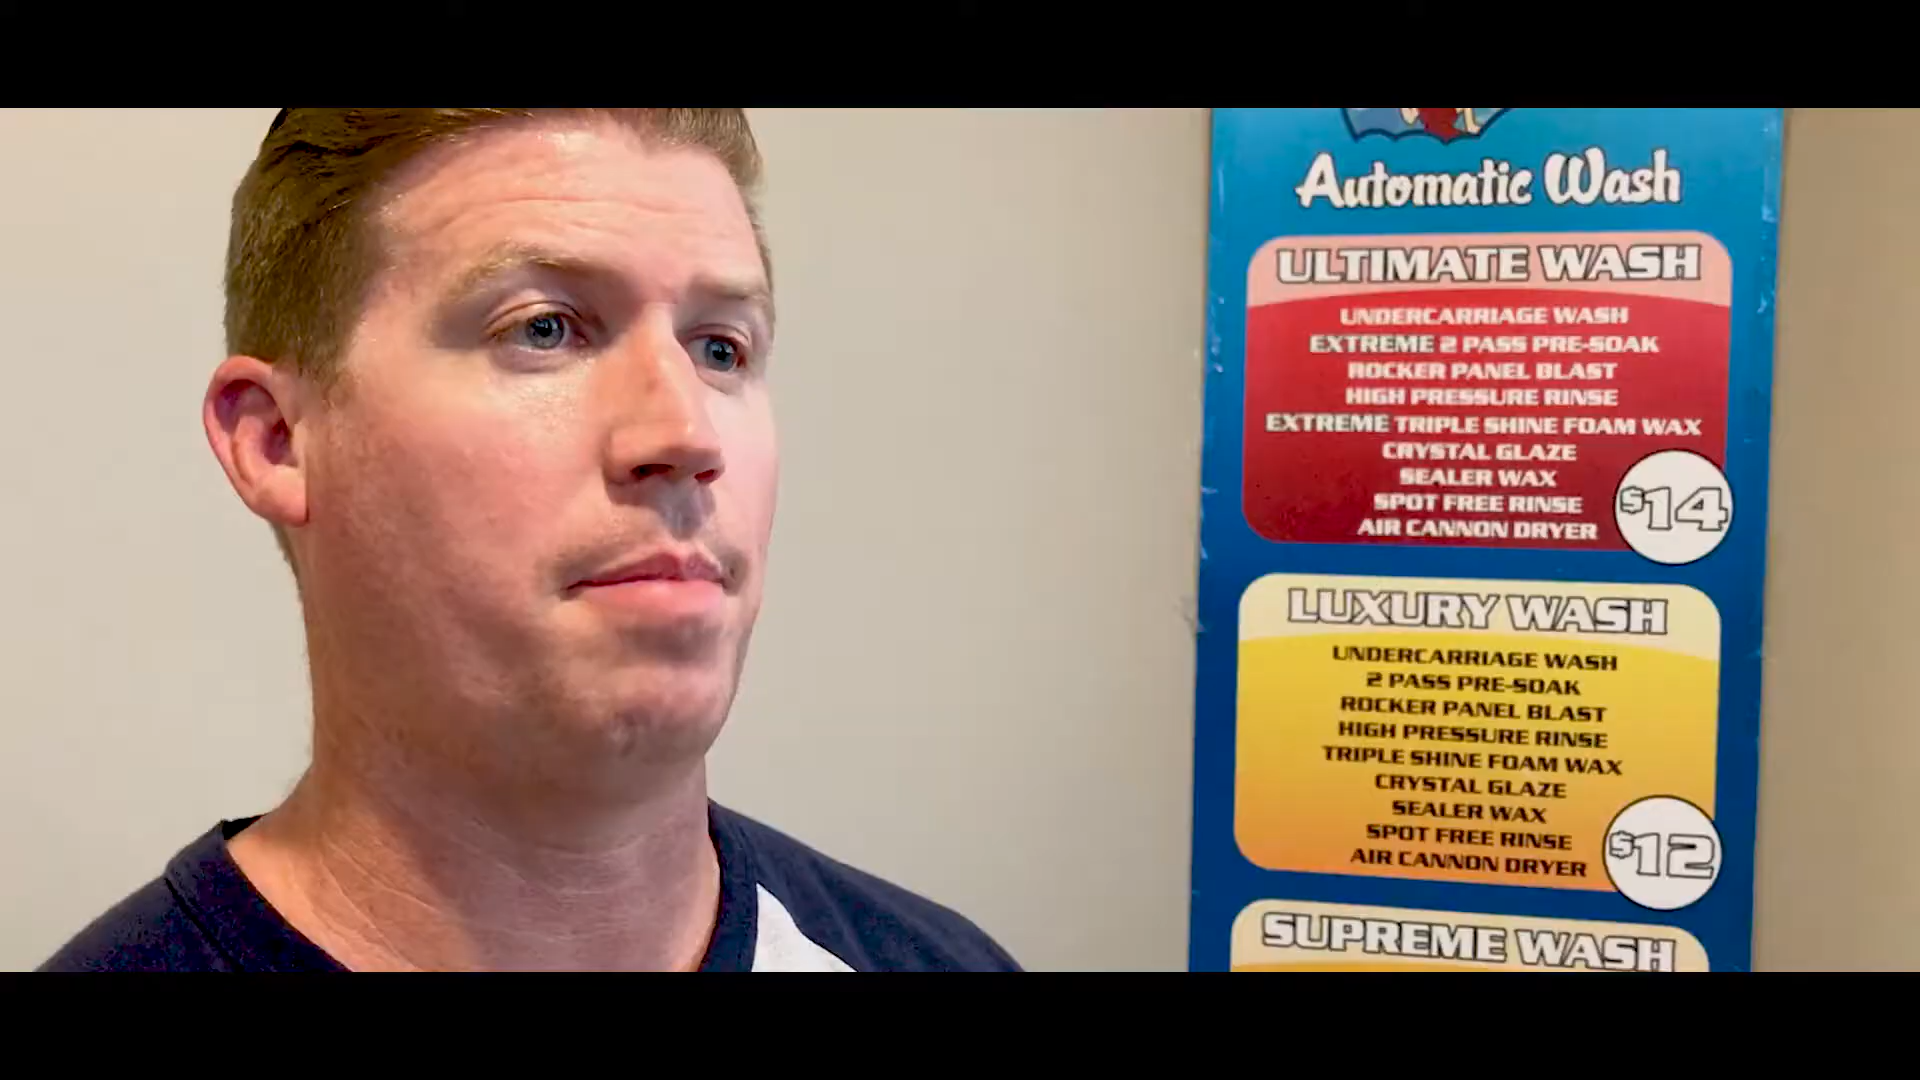 Automatic Wash
ULTIMATE WASH
UNDERCARRIAGE WASH
EXTREME 2 PASS PRE-SOAK
ROCKER PANEL BLAST
HIGH PRESSURE RINSE
EXTREME TRIPLE SHINE FOAM WAX
CRYSTAL GLAZE
SEALER WAX
SPOT FREE RINSE
AIR CANNON DRYER
$14
LUXURY WASH
UNDERCARRIAGE WASH
2 PASS PRE-SOAK
ROCKER PANEL BLAST
HIGH PRESSURE RINSE
TRIPLE SHINE FOAM WAX
CRYSTAL GLAZE
SEALER WAX
SPOT FREE RINSE
AIR CANNON DRYER
$12
SUPREME WASH